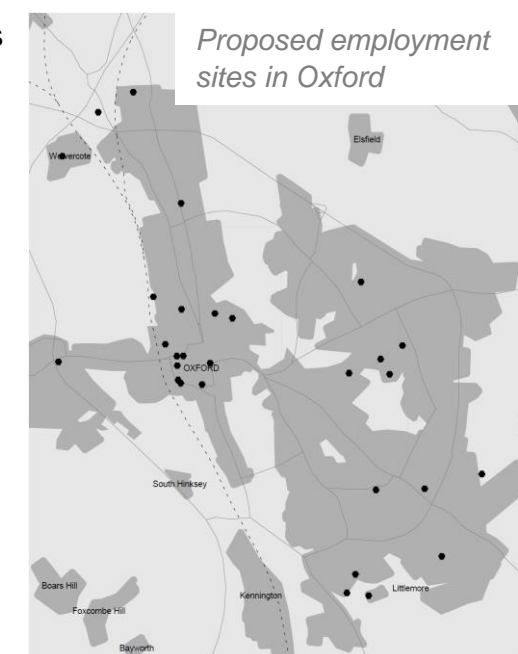 s
Proposed employment
sites in Oxford
Elsfield
Wolvercote
OXFORD
South Hinksey
Boars Hill
Foxcombe Hill
Kennington
Littlemore
Bayworth